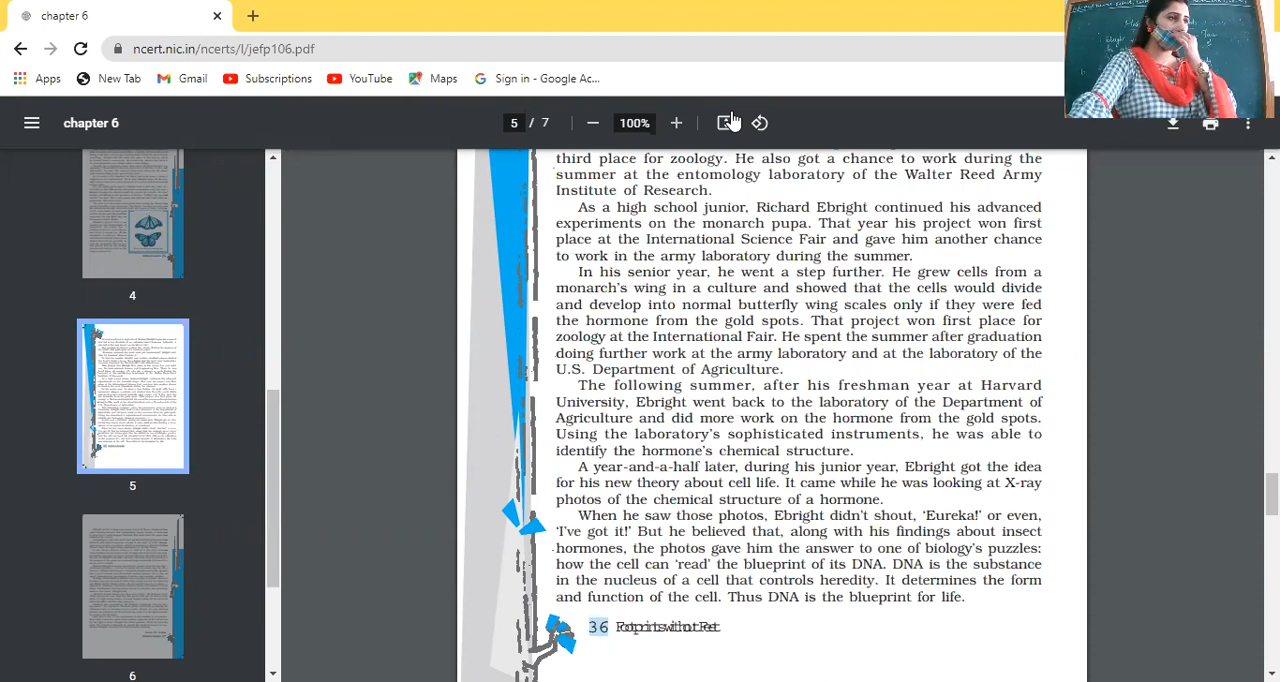 chapter 6
ncert.nic.in/ncerts/l/jefp106.pdf
Apps
New Tab
Gmail
Subscriptions
YouTube
Maps
Sign in - Google Ac...
chapter 6
5 / 7
100%
4
5
6
third place for zoology. He also got a chance to work during the
summer at the entomology laboratory of the Walter Reed Army
Institute of Research.
As a high school junior, Richard Ebright continued his advanced
experiments on the monarch pupa. That year his project won first
place at the International Science Fair and gave him another chance
to work in the army laboratory during the summer.
In his senior year, he went a step further. He grew cells from a
monarch's wing in a culture and showed that the cells would divide
and develop into normal butterfly wing scales only if they were fed
the hormone from the gold spots. That project won first place for
zoology at the International Fair. He spent the summer after graduation
doing further work at the army laboratory and at the laboratory of the
U.S. Department of Agriculture.
The following summer, after his freshman year at Harvard
University, Ebright went back to the laboratory of the Department of
Agriculture and did more work on the hormone from the gold spots.
Using the laboratory's sophisticated instruments, he was able to
identify the hormone's chemical structure.
A year-and-a-half later, during his junior year, Ebright got the idea
for his new theory about cell life. It came while he was looking at X-ray
photos of the chemical structure of a hormone.
When he saw those photos, Ebright didn't shout, 'Eureka!' or even,
'I've got it!' But he believed that, along with his findings about insect
hormones, the photos gave him the answer to one of biology's puzzles:
how the cell can 'read' the blueprint of its DNA. DNA is the substance
in the nucleus of a cell that controls heredity. It determines the form
and function of the cell. Thus DNA is the blueprint for life.
36